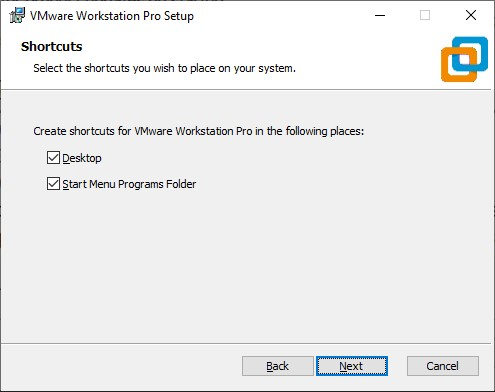 VMware Workstation Pro Setup
Shortcuts
Select the shortcuts you wish to place on your system.
Create shortcuts for VMware Workstation Pro in the following places:
Desktop
Start Menu Programs Folder
Back
Next
Cancel